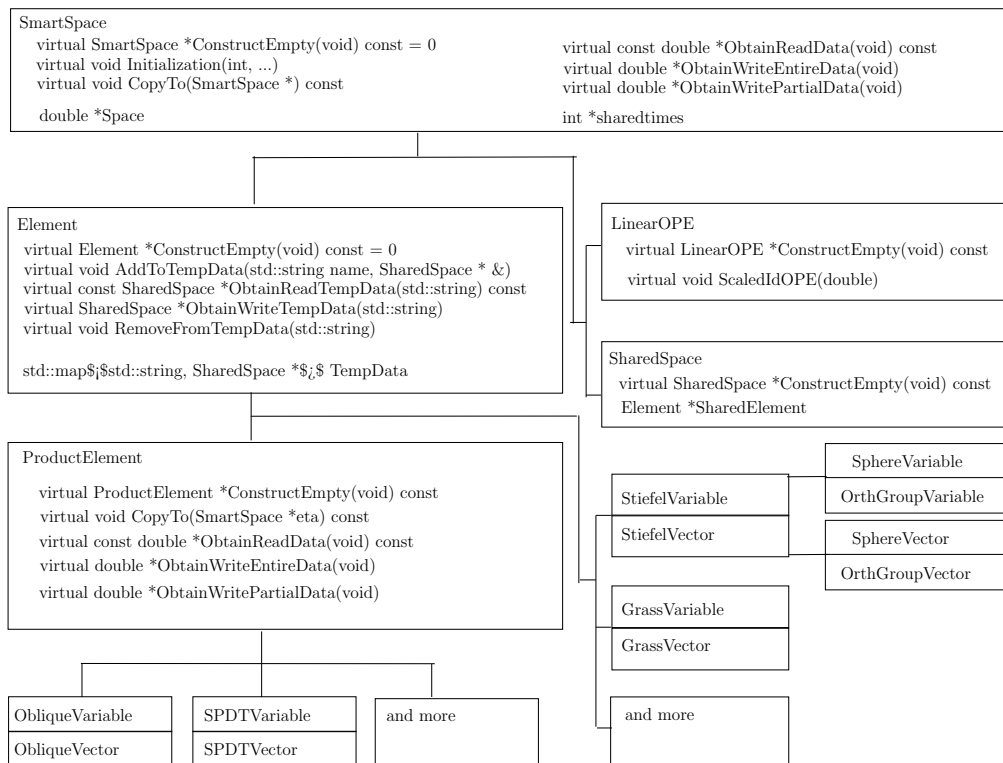 SmartSpace
virtual SmartSpace *ConstructEmpty(void) const = 0
virtual void Initialization(int, ...)
virtual void CopyTo(SmartSpace *) const
double *Space
virtual const double *ObtainReadData(void) const
virtual double *ObtainWriteEntireData(void)
virtual double *ObtainWritePartialData(void)
int *sharedtimes
Element
virtual Element *ConstructEmpty(void) const = 0
virtual void AddToTempData(std::string name, SharedSpace * &)
virtual const SharedSpace *ObtainReadTempData(std::string) const
virtual SharedSpace *ObtainWriteTempData(std::string)
virtual void RemoveFromTempData(std::string)
std::map$¡$std::string, SharedSpace *$¿$ TempData
LinearOPE
virtual LinearOPE *ConstructEmpty(void) const
virtual void ScaledIdOPE(double)
SharedSpace
virtual SharedSpace *ConstructEmpty(void) const
Element *SharedElement
ProductElement
virtual ProductElement *ConstructEmpty(void) const
virtual void CopyTo(SmartSpace *eta) const
virtual const double *ObtainReadData(void) const
virtual double *ObtainWriteEntireData(void)
virtual double *ObtainWritePartialData(void)
StiefelVariable
StiefelVector
SphereVariable
OrthGroupVariable
SphereVector
OrthGroupVector
GrassVariable
GrassVector
and more
ObliqueVariable
ObliqueVector
SPDTVariable
SPDTVector
and more